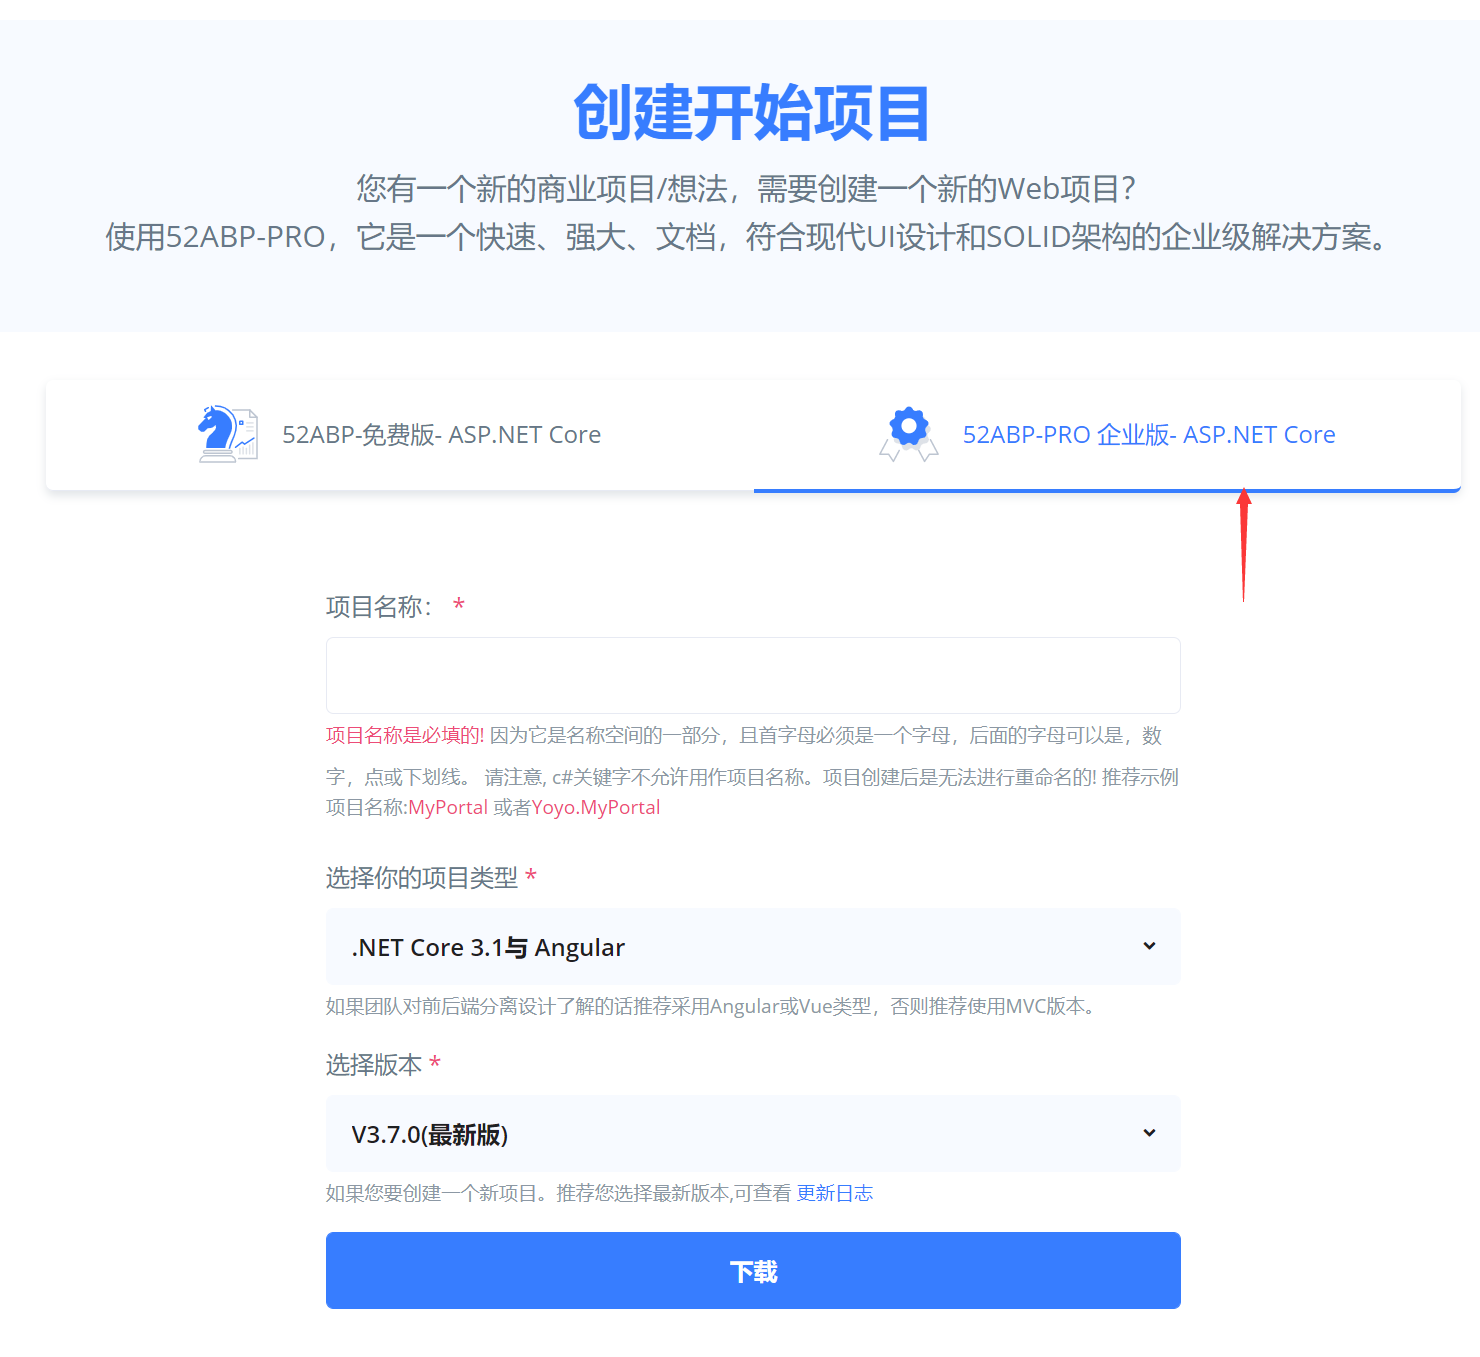 创建开始项目
您有一个新的商业项目/想法，需要创建一个新的Web项目？
使用52ABP-PRO，它是一个快速、强大、文档，符合现代UI设计和SOLID架构的企业级解决方案。
52ABP-免费版- ASP.NET Core
52ABP-PRO 企业版- ASP.NET Core
项目名称： *
项目名称是必填的! 因为它是名称空间的一部分，且首字母必须是一个字母，后面的字母可以是，数
字，点或下划线。 请注意, c#关键字不允许用作项目名称。项目创建后是无法进行重命名的! 推荐示例
项目名称:MyPortal 或者Yoyo.MyPortal
选择你的项目类型 *
.NET Core 3.1与 Angular
如果团队对前后端分离设计了解的话推荐采用Angular或Vue类型，否则推荐使用MVC版本。
选择版本 *
V3.7.0(最新版)
如果您要创建一个新项目。推荐您选择最新版本,可查看 更新日志
下载